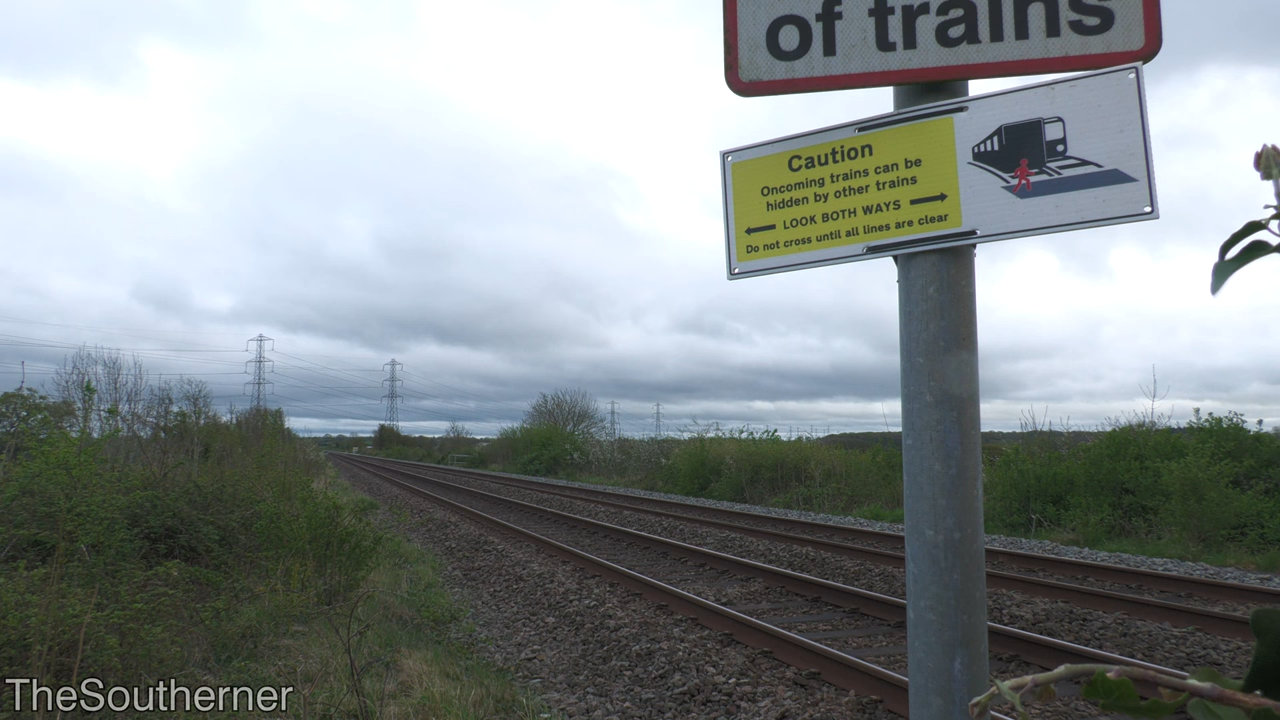 of trains
Caution
Oncoming trains can be
hidden by other trains
LOOK BOTH WAYS
Do not cross until all lines are clear
TheSoutherner